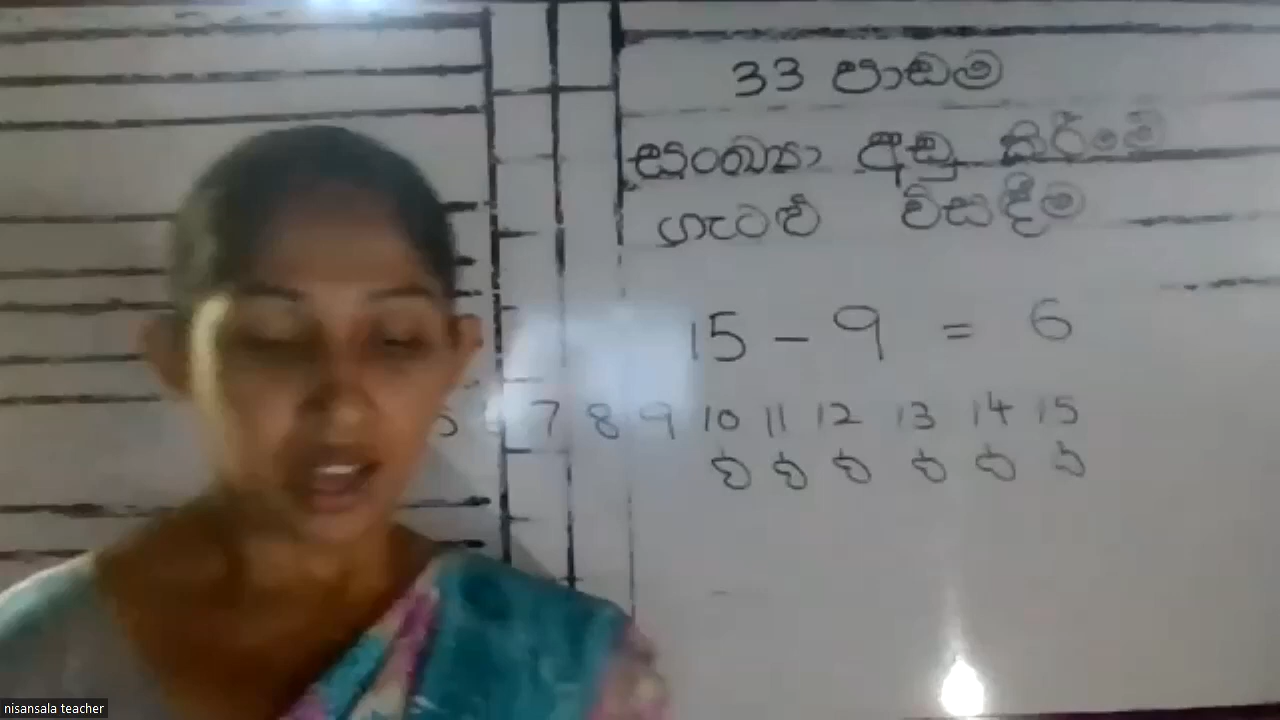 33 පාඩම
සංඛ්‍යා අඩු කිරීමේ
ගැටළු විසඳීම
15 - 9 = 6
7 8 9 10 11 12 13 14 15
nisansala teacher